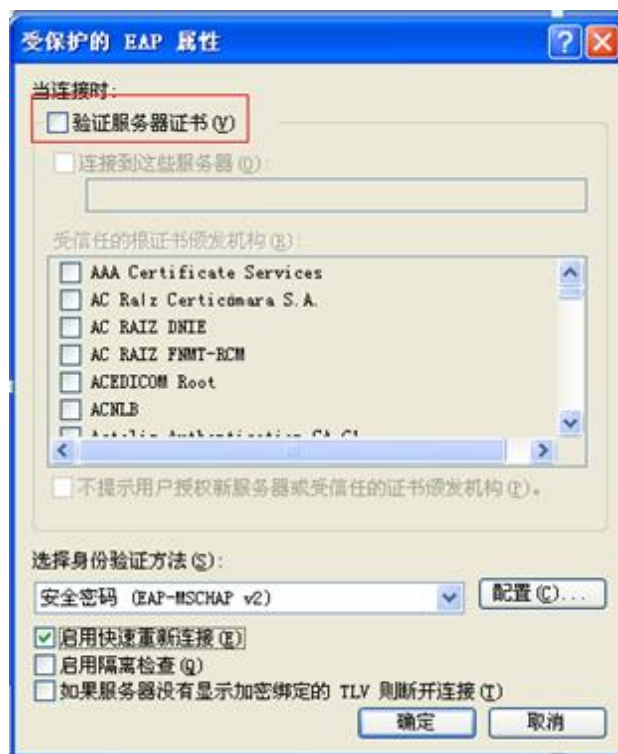 受保护的 EAP 属性
当连接时:
验证服务器证书(V)
连接到这些服务器(O):
受信任的根证书颁发机构(R):
AAA Certificate Services
AC Raíz Certicámara S.A.
AC RAIZ DNIE
AC RAIZ FNMT-RCM
ACEDICOM Root
ACNLB
Actalis Authentication CA G1
不提示用户授权新服务器或受信任的证书颁发机构(P)。
选择身份验证方法(S):
安全密码 (EAP-MSCHAP v2)
配置(C)...
启用快速重新连接(E)
启用隔离检查(Q)
如果服务器没有显示加密绑定的 TLV 则断开连接(T)
确定 取消